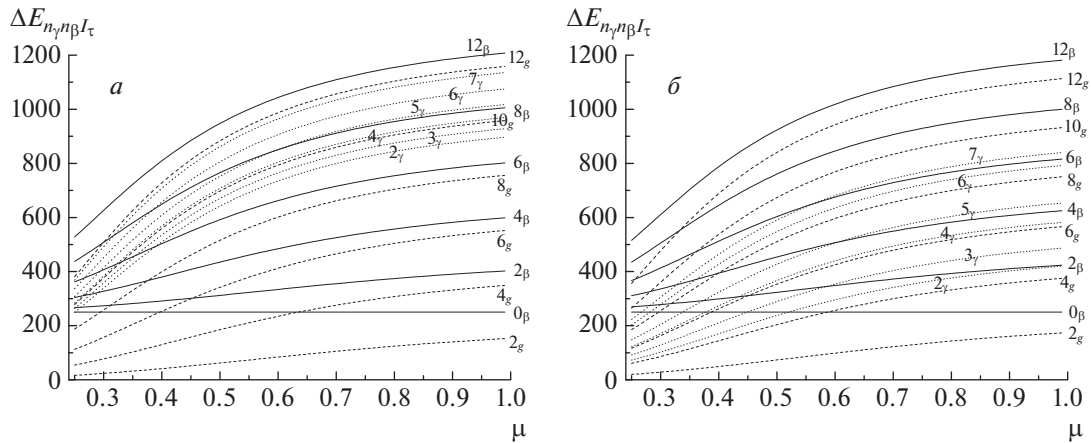 ΔE_{n_γ n_β I_τ}
1200
1000
800
600
400
200
0
а
12_β
12_g
7_γ
6_γ
5_γ
8_β
10_g
4_γ
3_γ
2_γ
6_β
8_g
4_β
6_g
2_β
4_g
0_β
2_g
0.3 0.4 0.5 0.6 0.7 0.8 0.9 1.0
μ
ΔE_{n_γ n_β I_τ}
1200
1000
800
600
400
200
0
б
12_β
12_g
8_β
10_g
7_γ
6_β
6_γ
8_g
5_γ
4_β
4_γ
6_g
3_γ
2_β
2_γ
4_g
0_β
2_g
0.3 0.4 0.5 0.6 0.7 0.8 0.9 1.0
μ